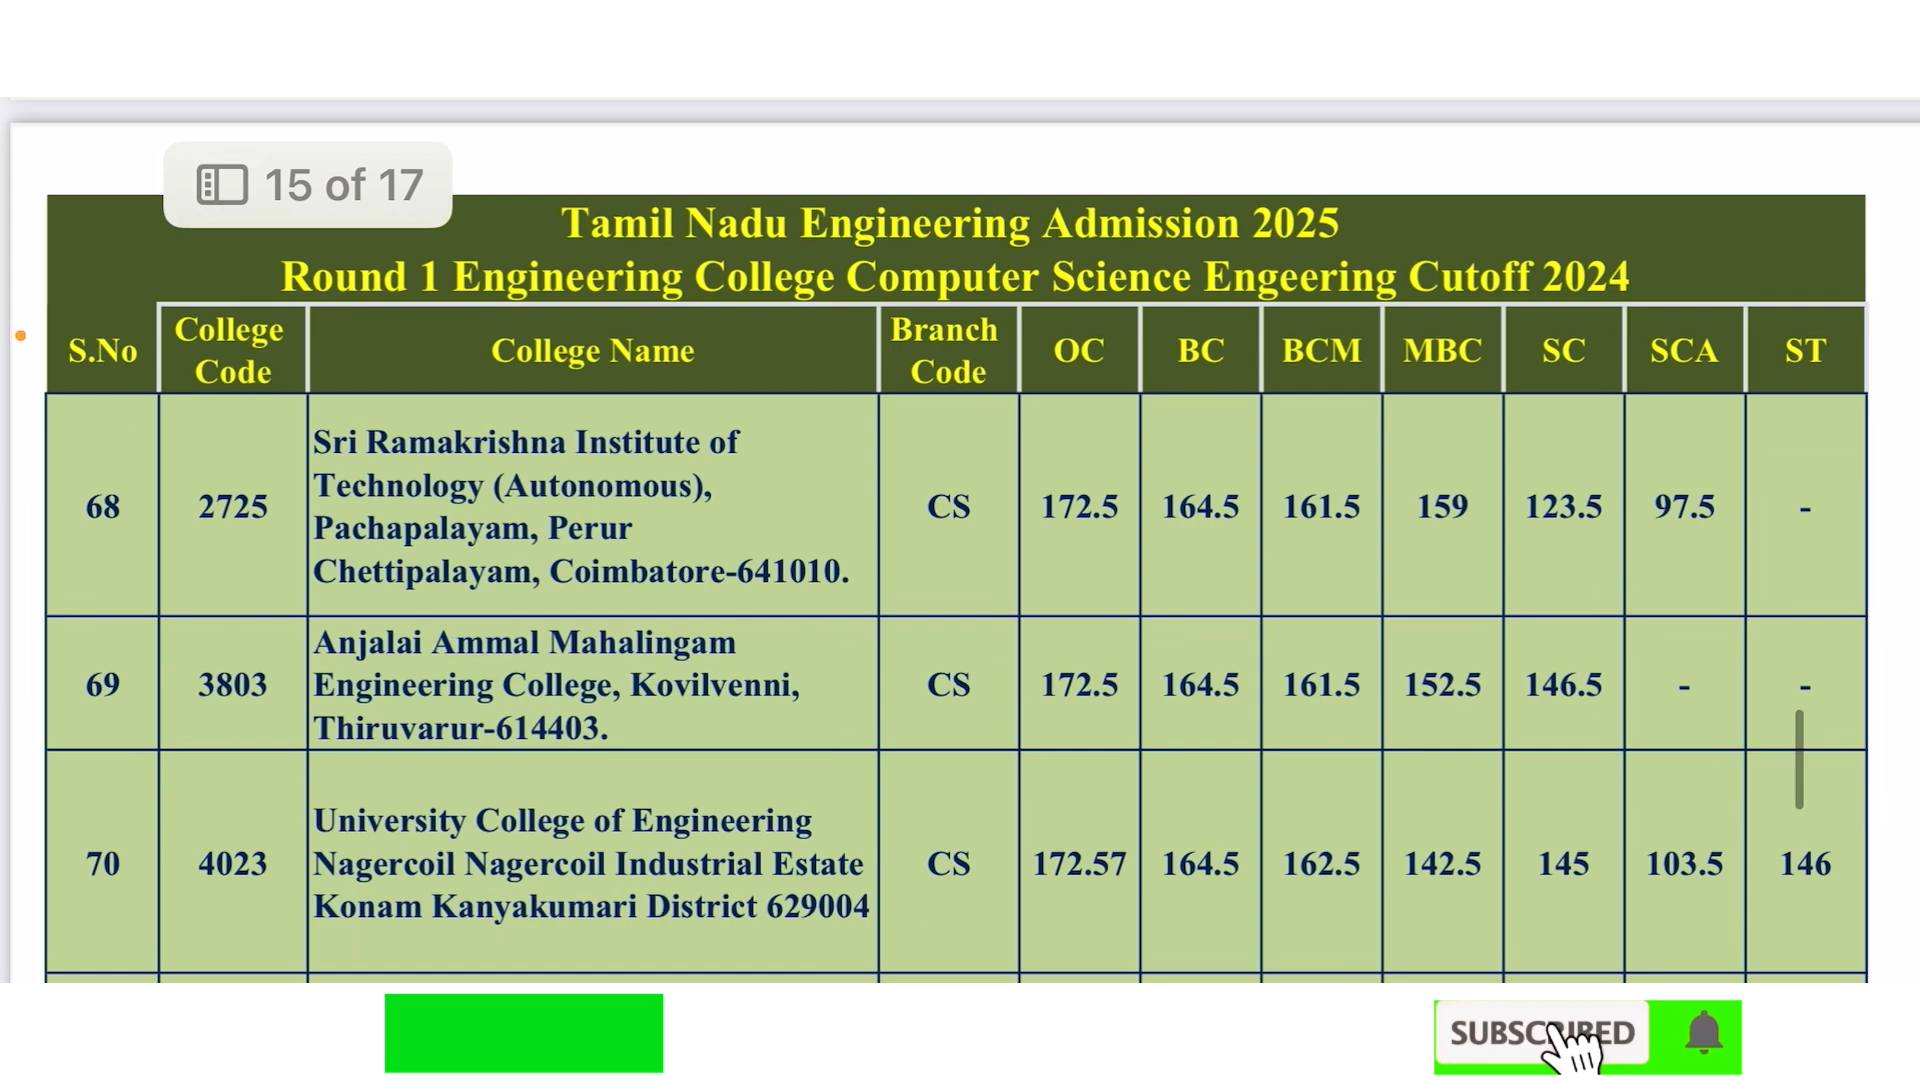 15 of 17
Tamil Nadu Engineering Admission 2025
Round 1 Engineering College Computer Science Engeering Cutoff 2024
S.No College Code College Name Branch Code OC BC BCM MBC SC SCA ST
68 2725 Sri Ramakrishna Institute of
Technology (Autonomous),
Pachapalayam, Perur
Chettipalayam, Coimbatore-641010. CS 172.5 164.5 161.5 159 123.5 97.5 -
69 3803 Anjalai Ammal Mahalingam
Engineering College, Kovilvenni,
Thiruvarur-614403. CS 172.5 164.5 161.5 152.5 146.5 - -
70 4023 University College of Engineering
Nagercoil Nagercoil Industrial Estate
Konam Kanyakumari District 629004 CS 172.57 164.5 162.5 142.5 145 103.5 146
SUBSCRIBED